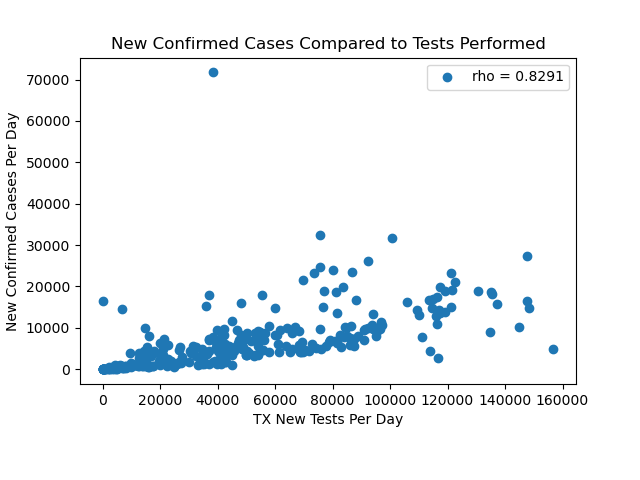 New Confirmed Cases Compared to Tests Performed
rho = 0.8291
New Confirmed Caeses Per Day
70000
60000
50000
40000
30000
20000
10000
0
0 20000 40000 60000 80000 100000 120000 140000 160000
TX New Tests Per Day